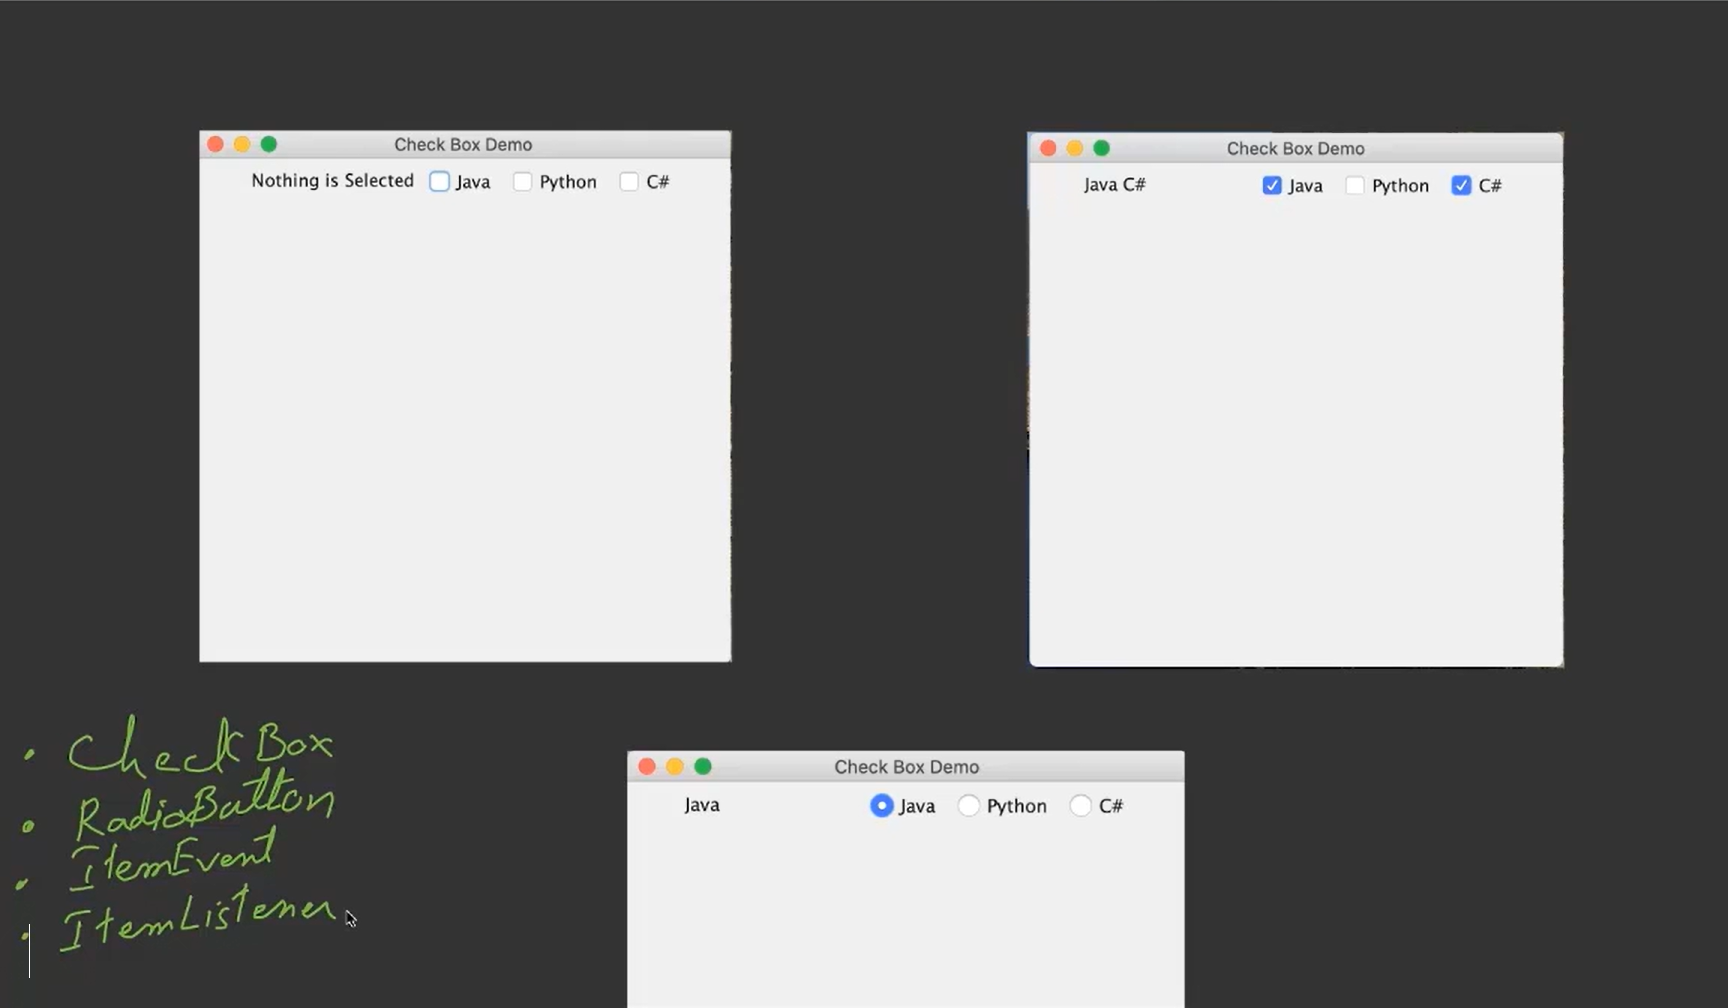 Check Box Demo
Nothing is Selected Java Python C#
Check Box Demo
Java C# Java Python C#
• CheckBox
• RadioButton
• ItemEvent
• ItemListener
Check Box Demo
Java Java Python C#